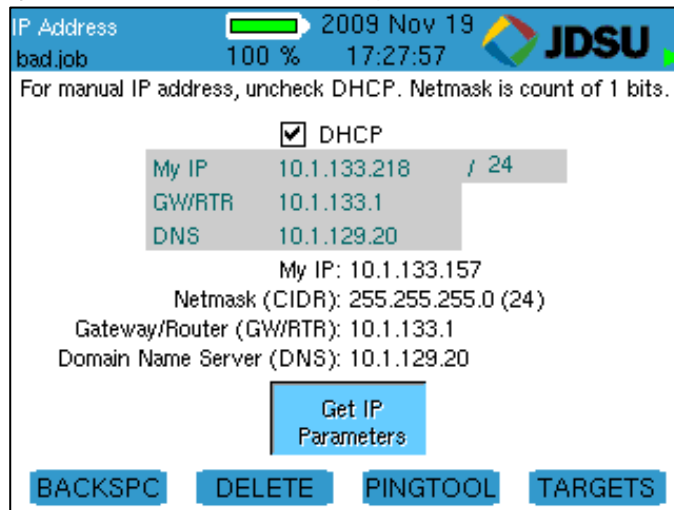 IP Address 2009 Nov 19 JDSU
bad.job 100 % 17:27:57
For manual IP address, uncheck DHCP. Netmask is count of 1 bits.
DHCP
My IP 10.1.133.218 / 24
GW/RTR 10.1.133.1
DNS 10.1.129.20
My IP: 10.1.133.157
Netmask (CIDR): 255.255.255.0 (24)
Gateway/Router (GW/RTR): 10.1.133.1
Domain Name Server (DNS): 10.1.129.20
Get IP
Parameters
BACKSPC DELETE PINGTOOL TARGETS